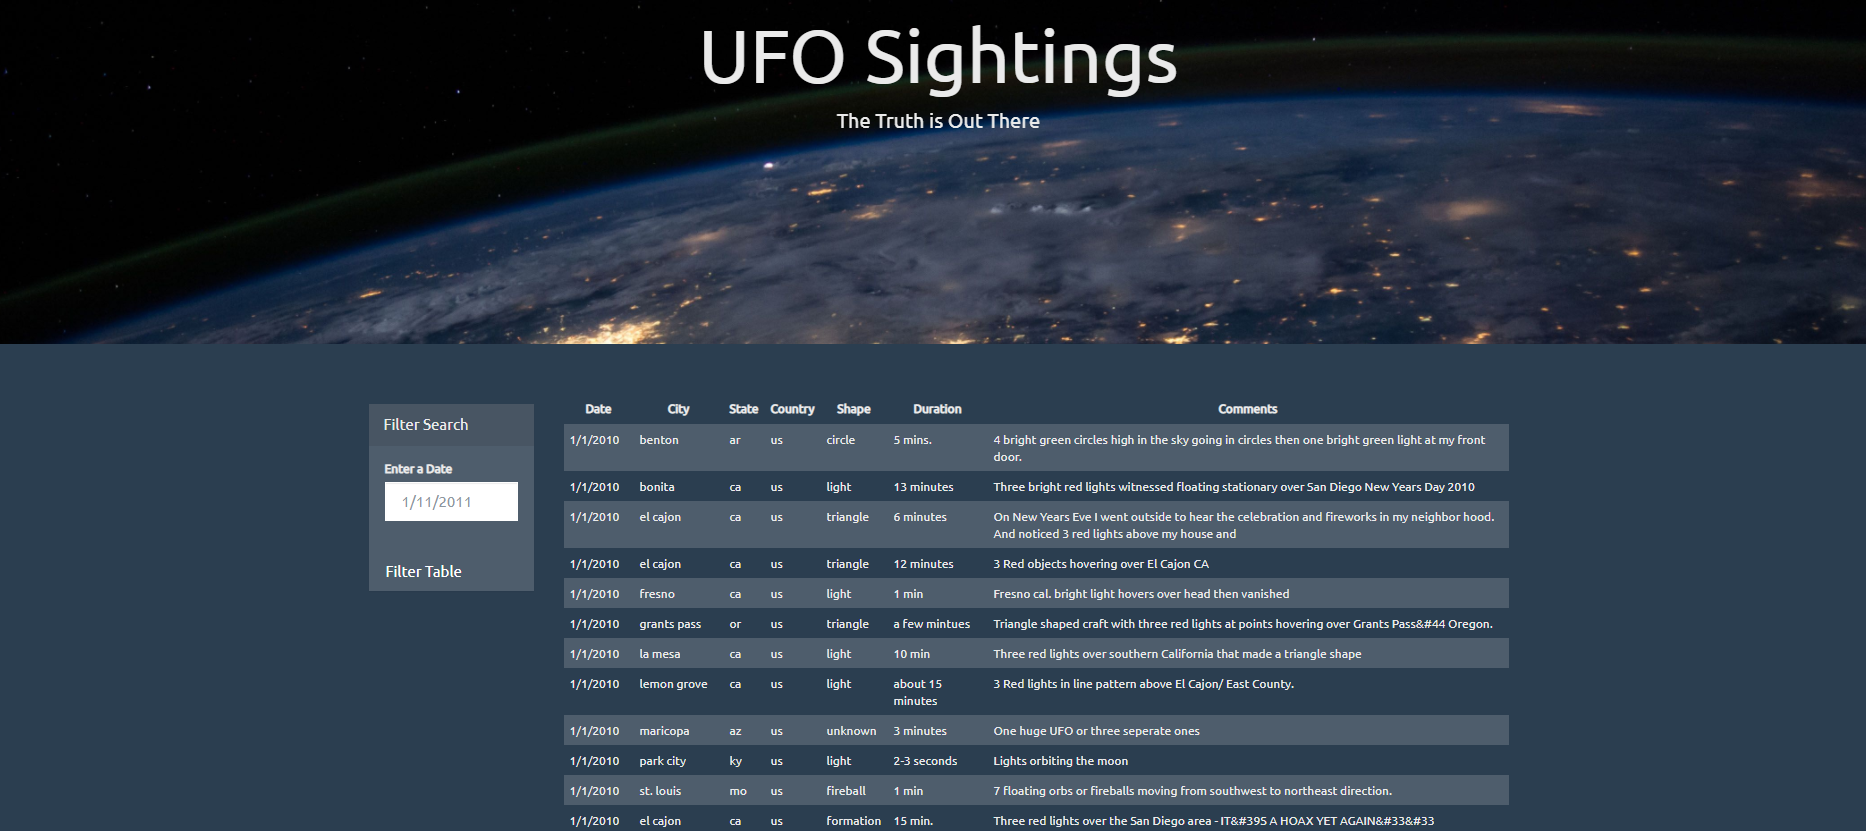 UFO Sightings
The Truth is Out There
Filter Search
Enter a Date
1/11/2011
Filter Table
Date City State Country Shape Duration Comments
1/1/2010 benton ar us circle 5 mins. 4 bright green circles high in the sky going in circles then one bright green light at my front
door.
1/1/2010 bonita ca us light 13 minutes Three bright red lights witnessed floating stationary over San Diego New Years Day 2010
1/1/2010 el cajon ca us triangle 6 minutes On New Years Eve I went outside to hear the celebration and fireworks in my neighbor hood.
And noticed 3 red lights above my house and
1/1/2010 el cajon ca us triangle 12 minutes 3 Red objects hovering over El Cajon CA
1/1/2010 fresno ca us light 1 min Fresno cal. bright light hovers over head then vanished
1/1/2010 grants pass or us triangle a few mintues Triangle shaped craft with three red lights at points hovering over Grants Pass&#44 Oregon.
1/1/2010 la mesa ca us light 10 min Three red lights over southern California that made a triangle shape
1/1/2010 lemon grove ca us light about 15 3 Red lights in line pattern above El Cajon/ East County.
minutes
1/1/2010 maricopa az us unknown 3 minutes One huge UFO or three seperate ones
1/1/2010 park city ky us light 2-3 seconds Lights orbiting the moon
1/1/2010 st. louis mo us fireball 1 min 7 floating orbs or fireballs moving from southwest to northeast direction.
1/1/2010 el cajon ca us formation 15 min. Three red lights over the San Diego area - IT&#39S A HOAX YET AGAIN&#33&#33